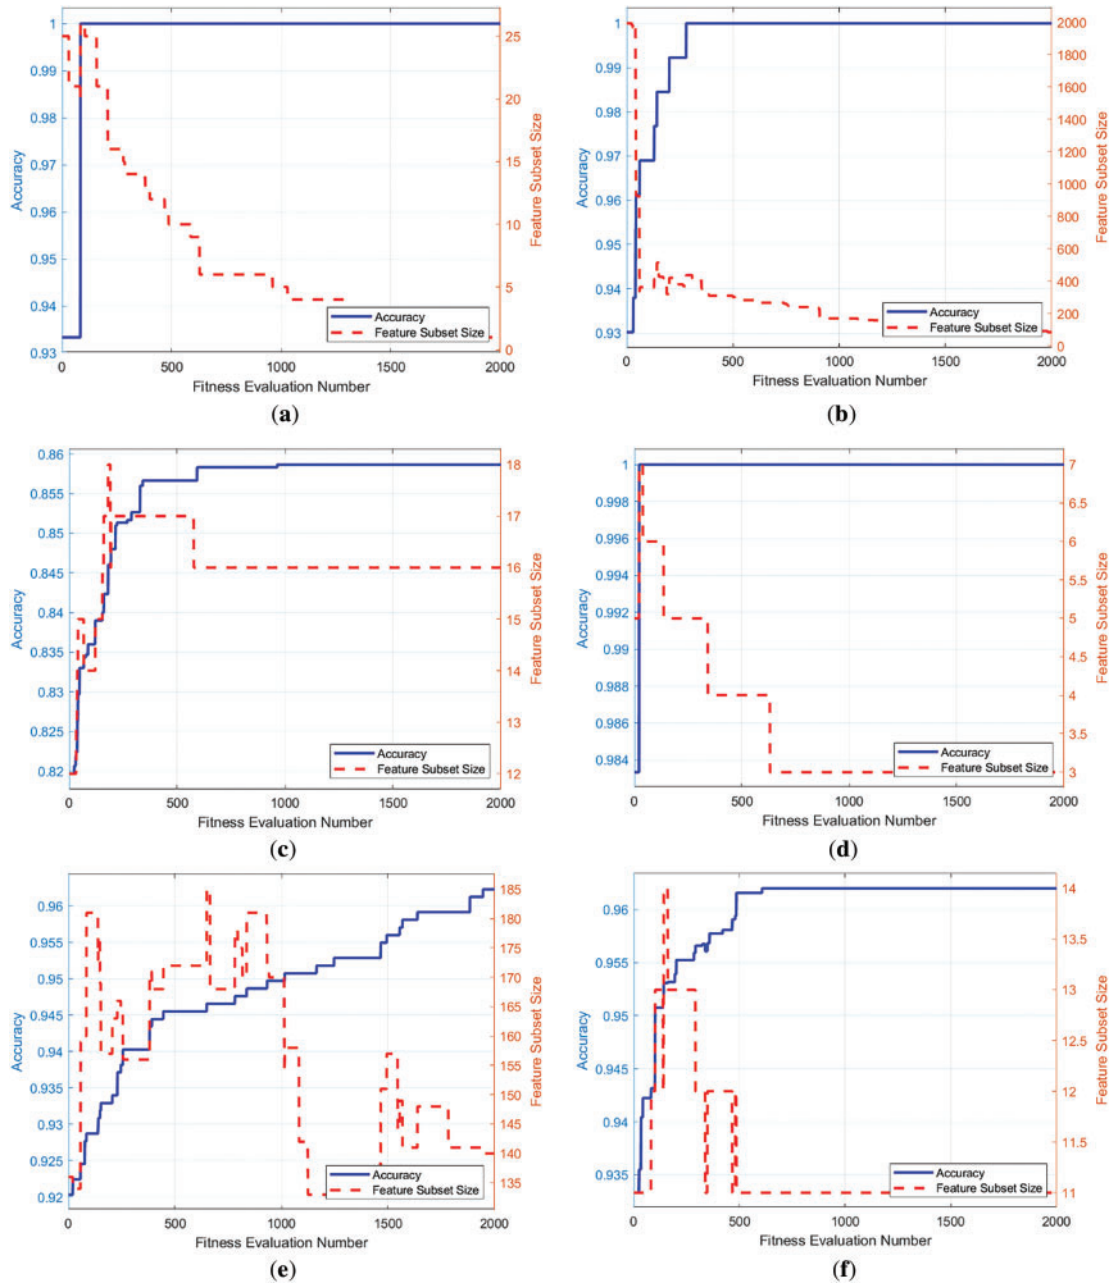 1
0.99
0.98
0.97
0.96
0.95
0.94
0.93
Accuracy
25
20
15
10
5
0
Feature Subset Size
Accuracy
Feature Subset Size
0 500 1000 1500 2000
Fitness Evaluation Number
(a)
1
0.99
0.98
0.97
0.96
0.95
0.94
0.93
Accuracy
2000
1800
1600
1400
1200
1000
800
600
400
200
0
Feature Subset Size
Accuracy
Feature Subset Size
0 500 1000 1500 2000
Fitness Evaluation Number
(b)
0.86
0.855
0.85
0.845
0.84
0.835
0.83
0.825
0.82
Accuracy
18
17
16
15
14
13
12
Feature Subset Size
Accuracy
Feature Subset Size
0 500 1000 1500 2000
Fitness Evaluation Number
(c)
1
0.998
0.996
0.994
0.992
0.99
0.988
0.986
0.984
Accuracy
7
6.5
6
5.5
5
4.5
4
3.5
3
Feature Subset Size
Accuracy
Feature Subset Size
0 500 1000 1500 2000
Fitness Evaluation Number
(d)
0.96
0.955
0.95
0.945
0.94
0.935
0.93
0.925
0.92
Accuracy
185
180
175
170
165
160
155
150
145
140
135
Feature Subset Size
Accuracy
Feature Subset Size
0 500 1000 1500 2000
Fitness Evaluation Number
(e)
0.96
0.955
0.95
0.945
0.94
0.935
Accuracy
14
13.5
13
12.5
12
11.5
11
Feature Subset Size
Accuracy
Feature Subset Size
0 500 1000 1500 2000
Fitness Evaluation Number
(f)